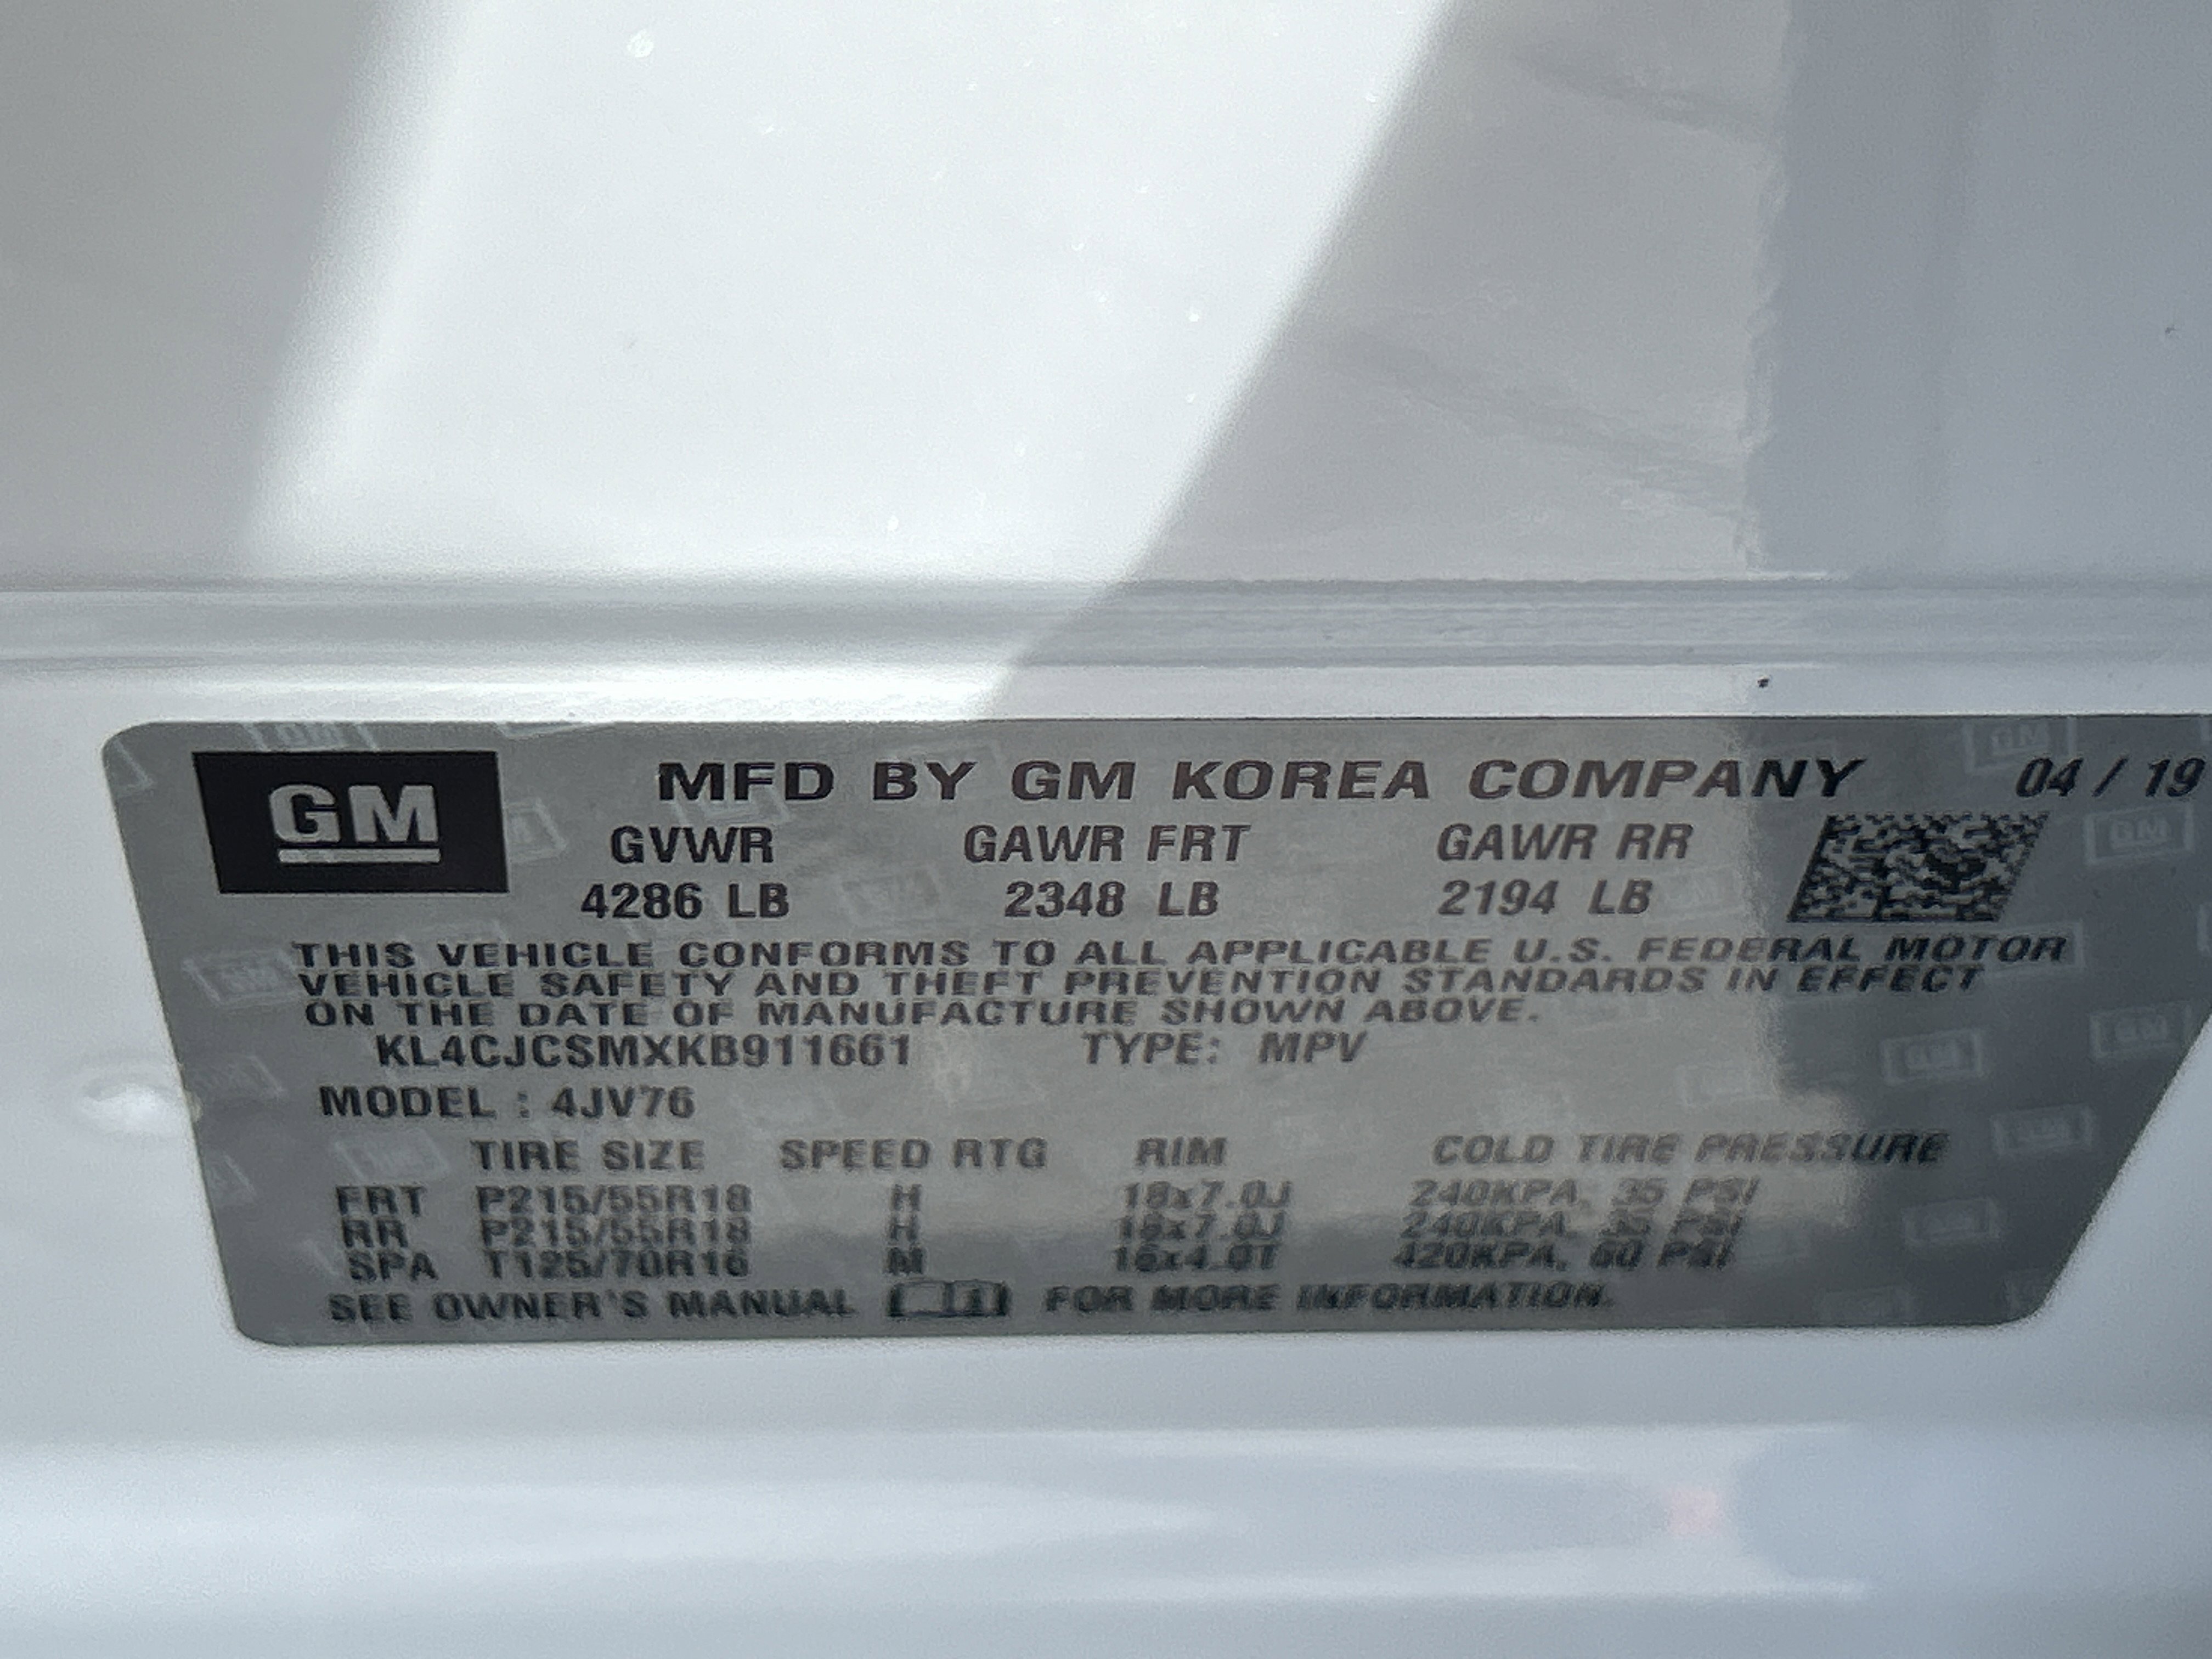 GM
MFD BY GM KOREA COMPANY 04 / 19
GVWR GAWR FRT GAWR RR
4286 LB 2348 LB 2194 LB
THIS VEHICLE CONFORMS TO ALL APPLICABLE U.S. FEDERAL MOTOR
VEHICLE SAFETY AND THEFT PREVENTION STANDARDS IN EFFECT
ON THE DATE OF MANUFACTURE SHOWN ABOVE.
KL4CJCSMXKB911661 TYPE: MPV
MODEL : 4JV76
TIRE SIZE SPEED RTG RIM COLD TIRE PRESSURE
FRT P215/55R18 H 18x7.0J 240KPA, 35 PSI
RR P215/55R18 H 18x7.0J 240KPA, 35 PSI
SPA T125/70R16 M 16x4.0T 420KPA, 60 PSI
SEE OWNER'S MANUAL FOR MORE INFORMATION.